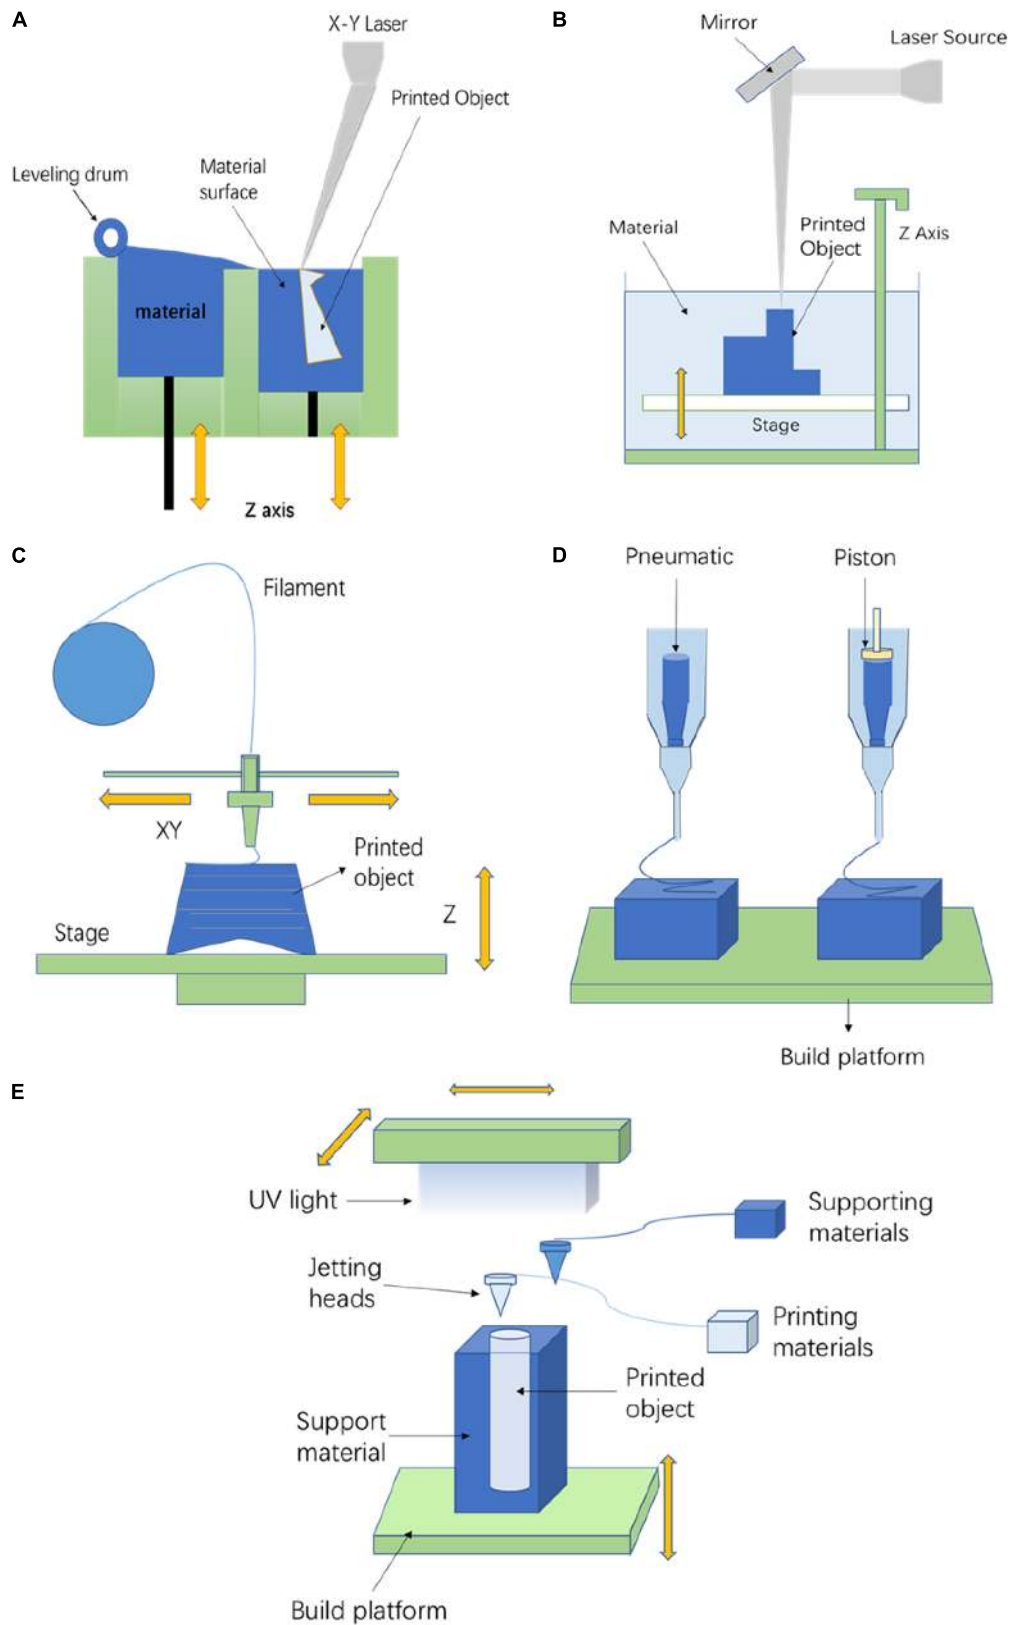 A
X-Y Laser
Printed Object
Leveling drum
Material
surface
material
Z axis
B
Mirror
Laser Source
Material
Printed
Object
Z Axis
Stage
C
Filament
XY
Printed
object
Z
Stage
D
Pneumatic
Piston
Build platform
E
UV light
Supporting
materials
Jetting
heads
Printing
materials
Printed
object
Support
material
Build platform